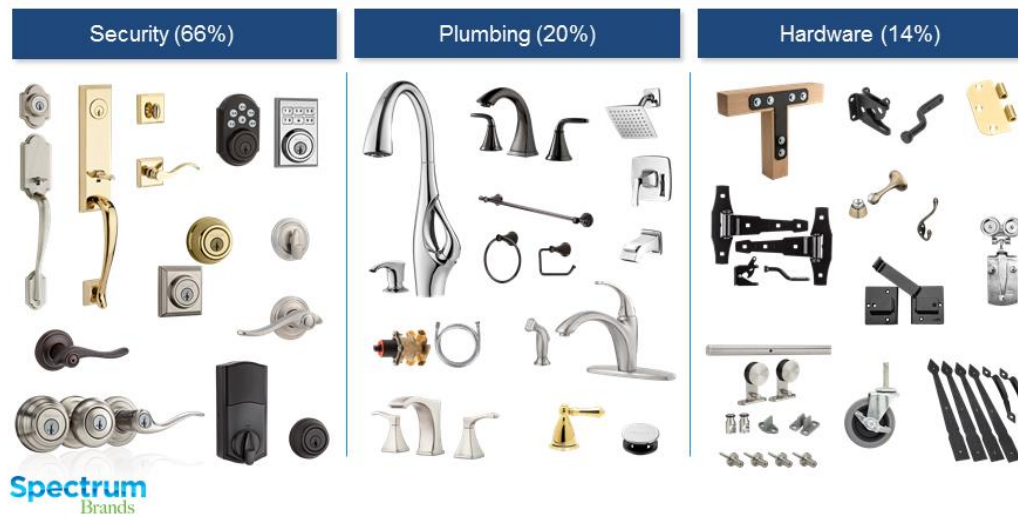 Security (66%)
Plumbing (20%)
Hardware (14%)
Spectrum
Brands